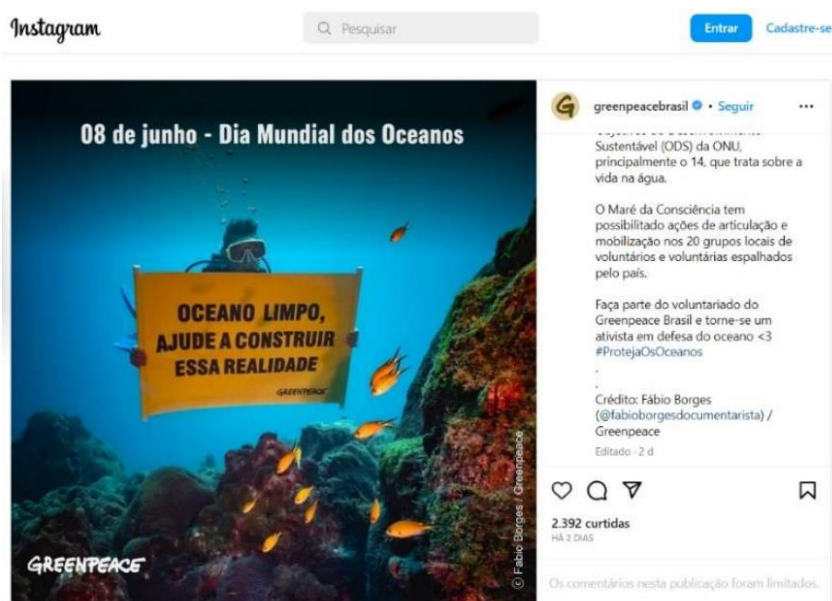 Instagram
Pesquisar
Entrar
Cadastre-se
08 de junho - Dia Mundial dos Oceanos
OCEANO LIMPO,
AJUDE A CONSTRUIR
ESSA REALIDADE
GREENPEACE
GREENPEACE
© Fábio Borges / Greenpeace
greenpeacebrasil • Seguir
Sustentável (ODS) da ONU,
principalmente o 14, que trata sobre a
vida na água.
O Maré da Consciência tem
possibilitado ações de articulação e
mobilização nos 20 grupos locais de
voluntários e voluntárias espalhados
pelo país.
Faça parte do voluntariado do
Greenpeace Brasil e torne-se um
ativista em defesa do oceano <3
#ProtejaOsOceanos
.
.
Crédito: Fábio Borges
(@fabioborgesdocumentarista) /
Greenpeace
Editado · 2 d
2.392 curtidas
HÁ 2 DIAS
Os comentários nesta publicação foram limitados.